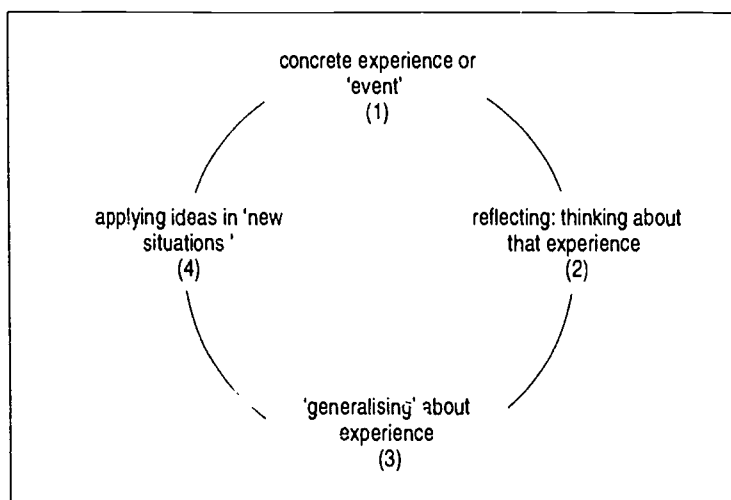 concrete experience or
'event'
(1)
applying ideas in 'new
situations '
(4)
reflecting: thinking about
that experience
(2)
'generalising' about
experience
(3)